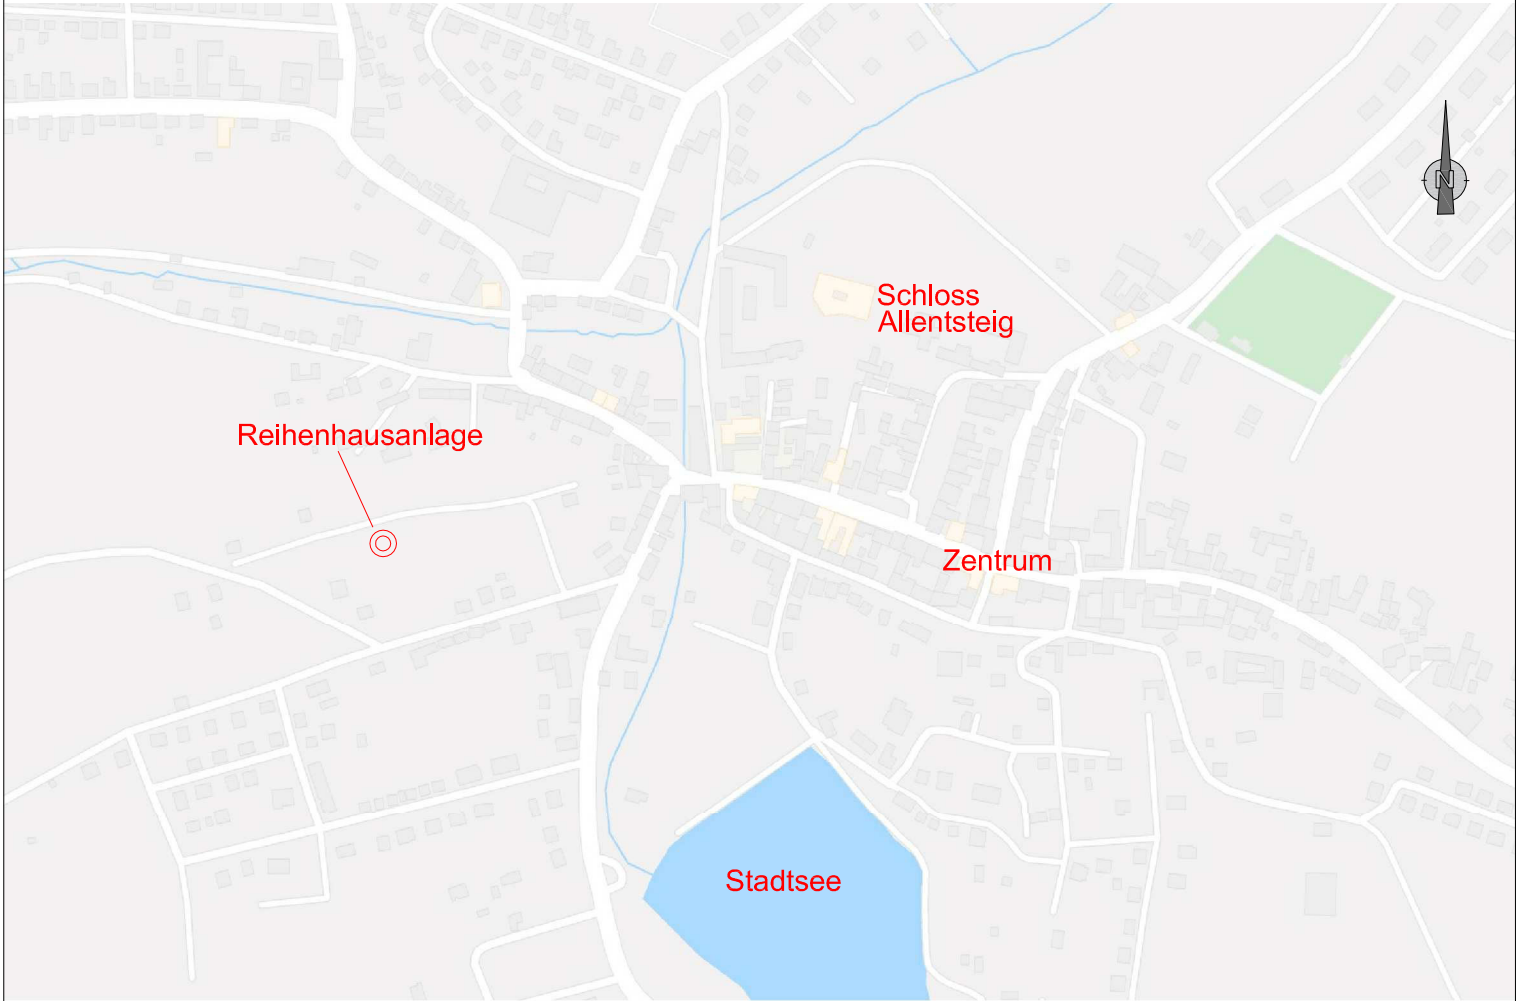 N
Schloss
Allentsteig
Reihenhausanlage
Zentrum
Stadtsee